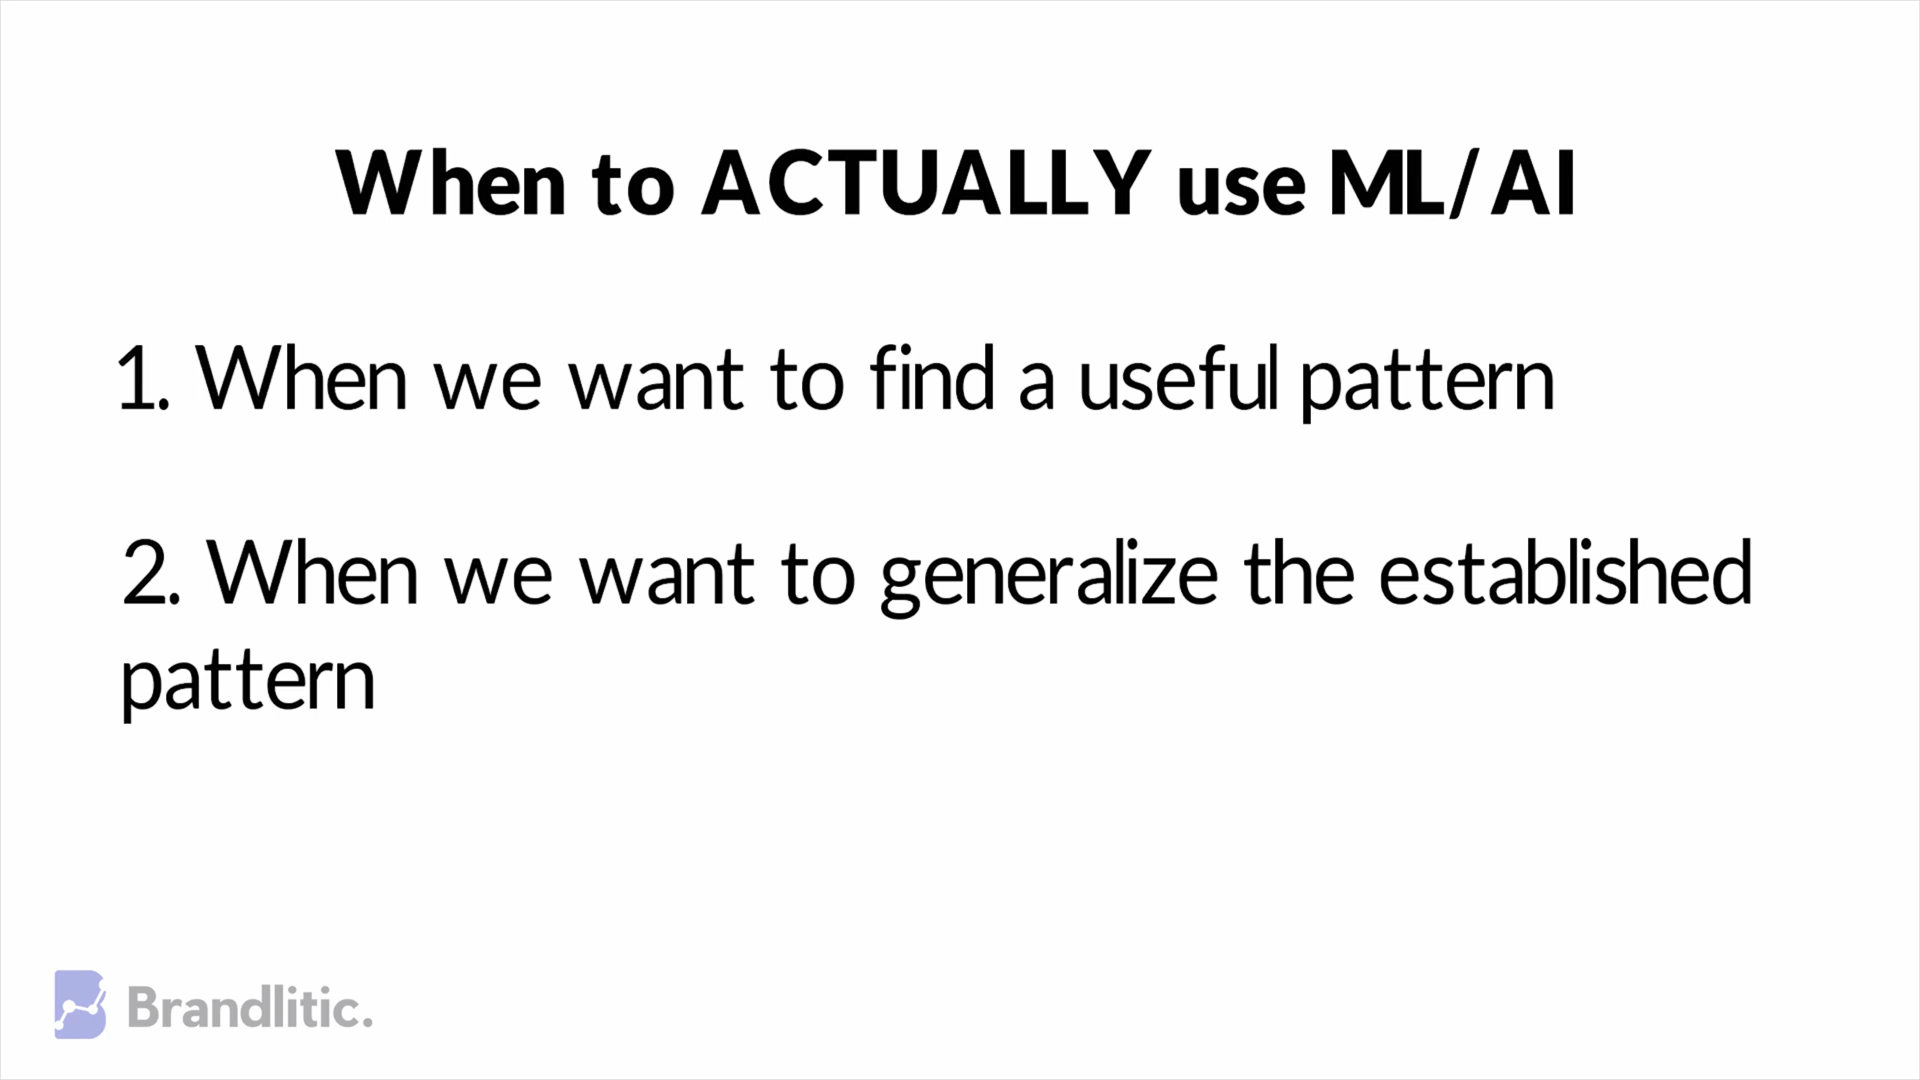 When to ACTUALLY use ML/AI
1. When we want to find a useful pattern
2. When we want to generalize the established
pattern
Brandlitic.